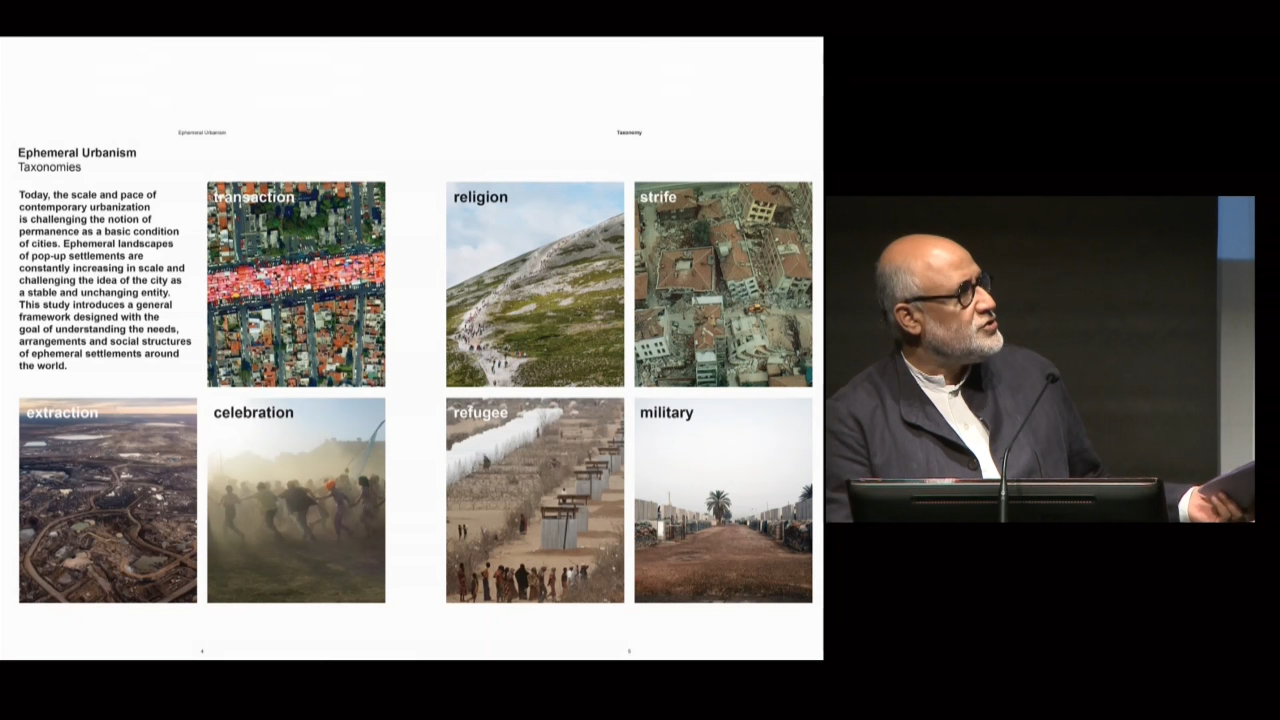 Ephemeral Urbanism
Taxonomy
Ephemeral Urbanism
Taxonomies
Today, the scale and pace of
contemporary urbanization
is challenging the notion of
permanence as a basic condition
of cities. Ephemeral landscapes
of pop-up settlements are
constantly increasing in scale and
challenging the idea of the city as
a stable and unchanging entity.
This study introduces a general
framework designed with the
goal of understanding the needs,
arrangements and social structures
of ephemeral settlements around
the world.
transaction
religion
strife
extraction
celebration
refugee
military
4
5